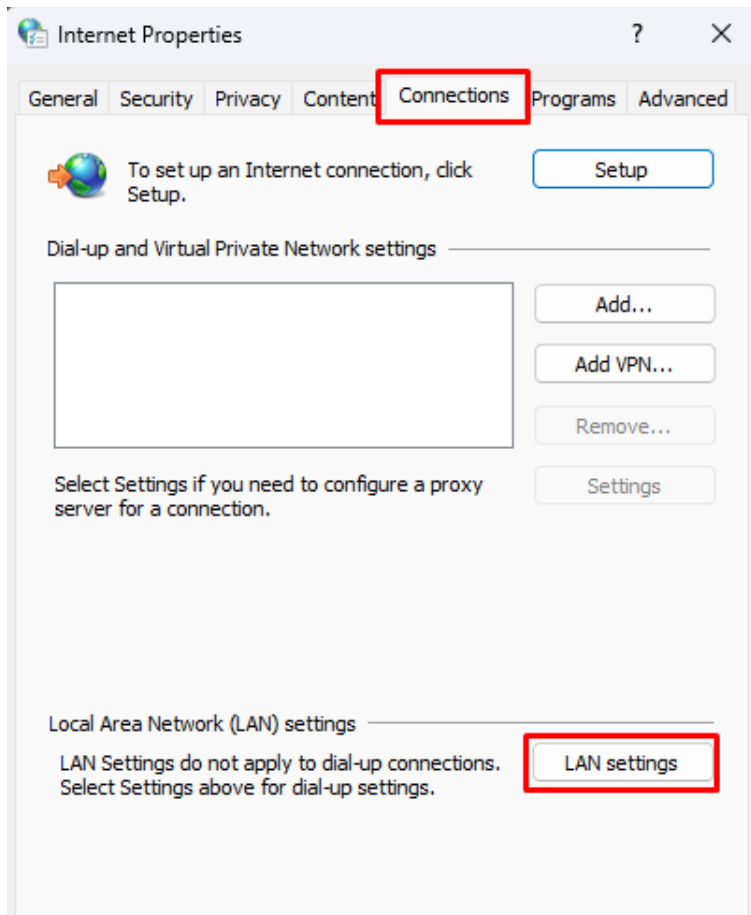 Internet Properties
?
General Security Privacy Content Connections Programs Advanced
To set up an Internet connection, click
Setup.
Setup
Dial-up and Virtual Private Network settings
Add...
Add VPN...
Remove...
Select Settings if you need to configure a proxy
server for a connection.
Settings
Local Area Network (LAN) settings
LAN Settings do not apply to dial-up connections.
Select Settings above for dial-up settings.
LAN settings